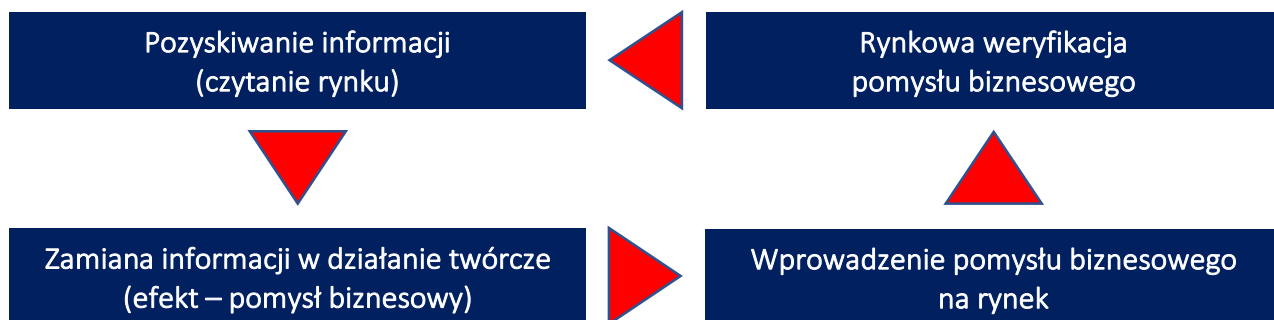 Pozyskiwanie informacji
(czytanie rynku)
Rynkowa weryfikacja
pomysłu biznesowego
Zamiana informacji w działanie twórcze
(efekt – pomysł biznesowy)
Wprowadzenie pomysłu biznesowego
na rynek